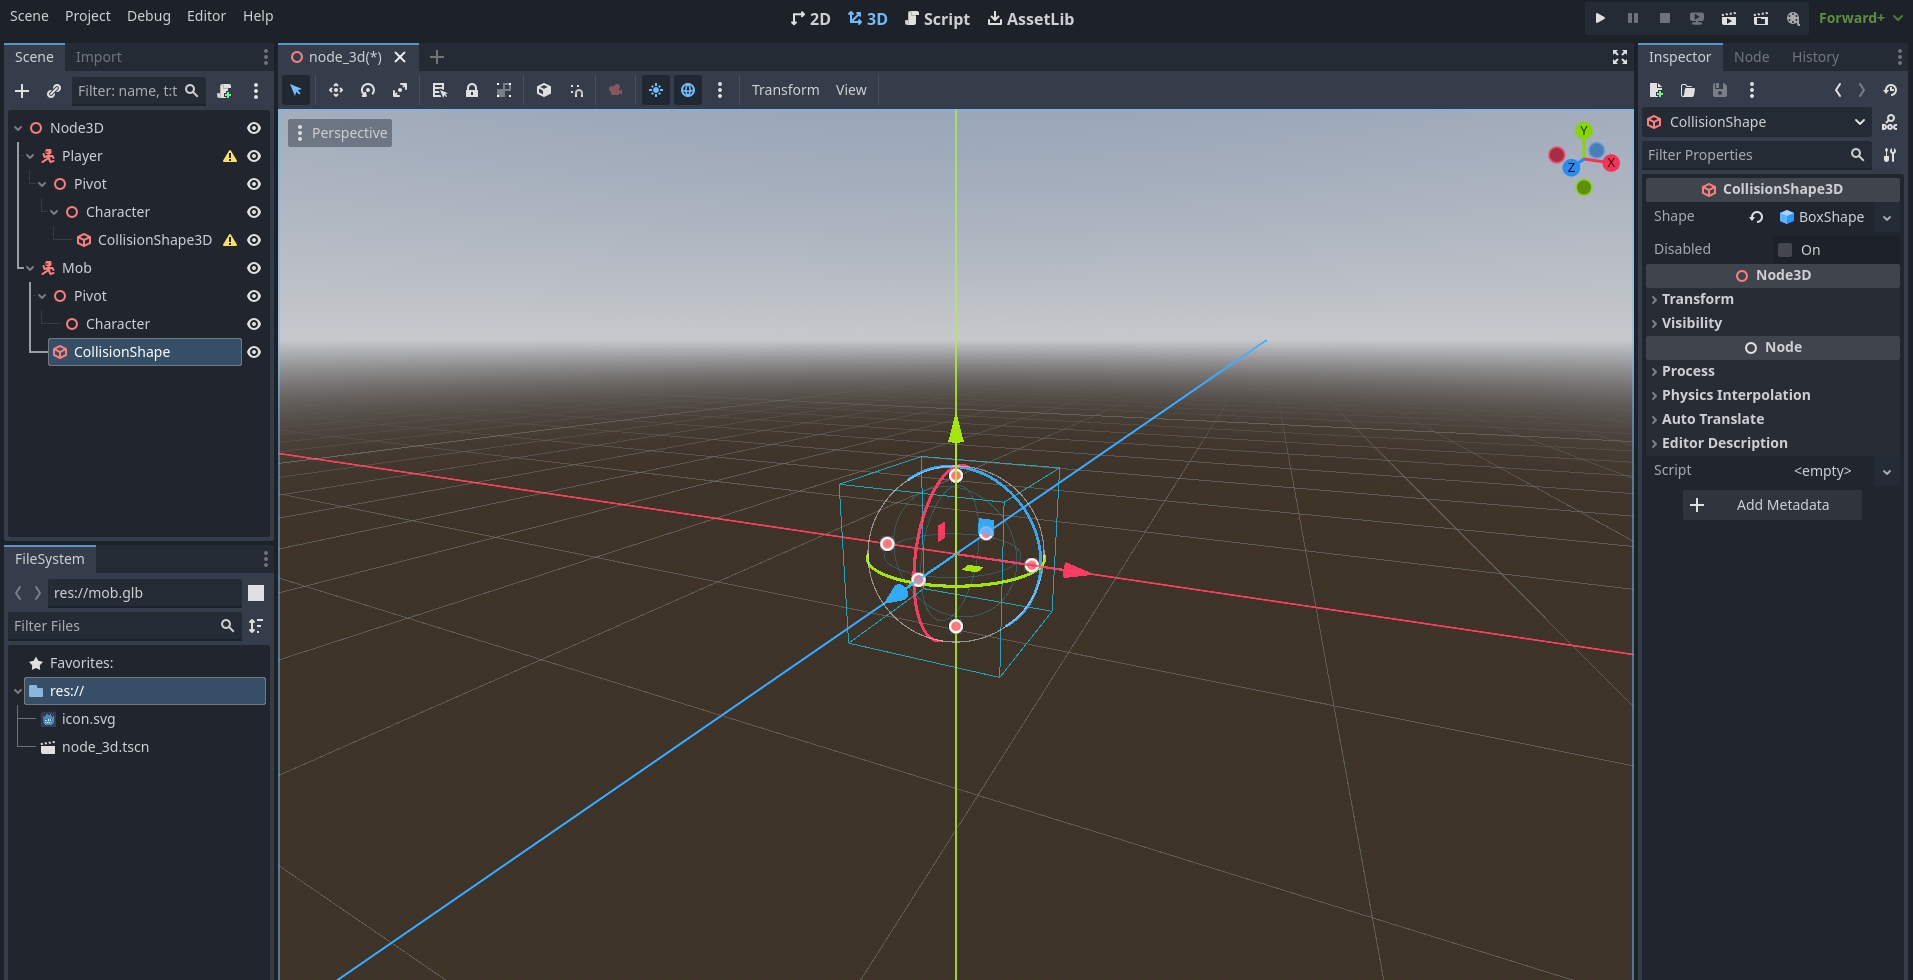 Scene Project Debug Editor Help
2D 3D Script AssetLib
Forward+
Scene Import
Filter: name, t:t
Node3D
Player
Pivot
Character
CollisionShape3D
Mob
Pivot
Character
CollisionShape
FileSystem
res://mob.glb
Filter Files
Favorites:
res://
icon.svg
node_3d.tscn
node_3d(*)
Transform View
Perspective
Y
X
Z
Inspector Node History
CollisionShape
DOC
Filter Properties
CollisionShape3D
Shape BoxShape
Disabled On
Node3D
Transform
Visibility
Node
Process
Physics Interpolation
Auto Translate
Editor Description
Script <empty>
Add Metadata